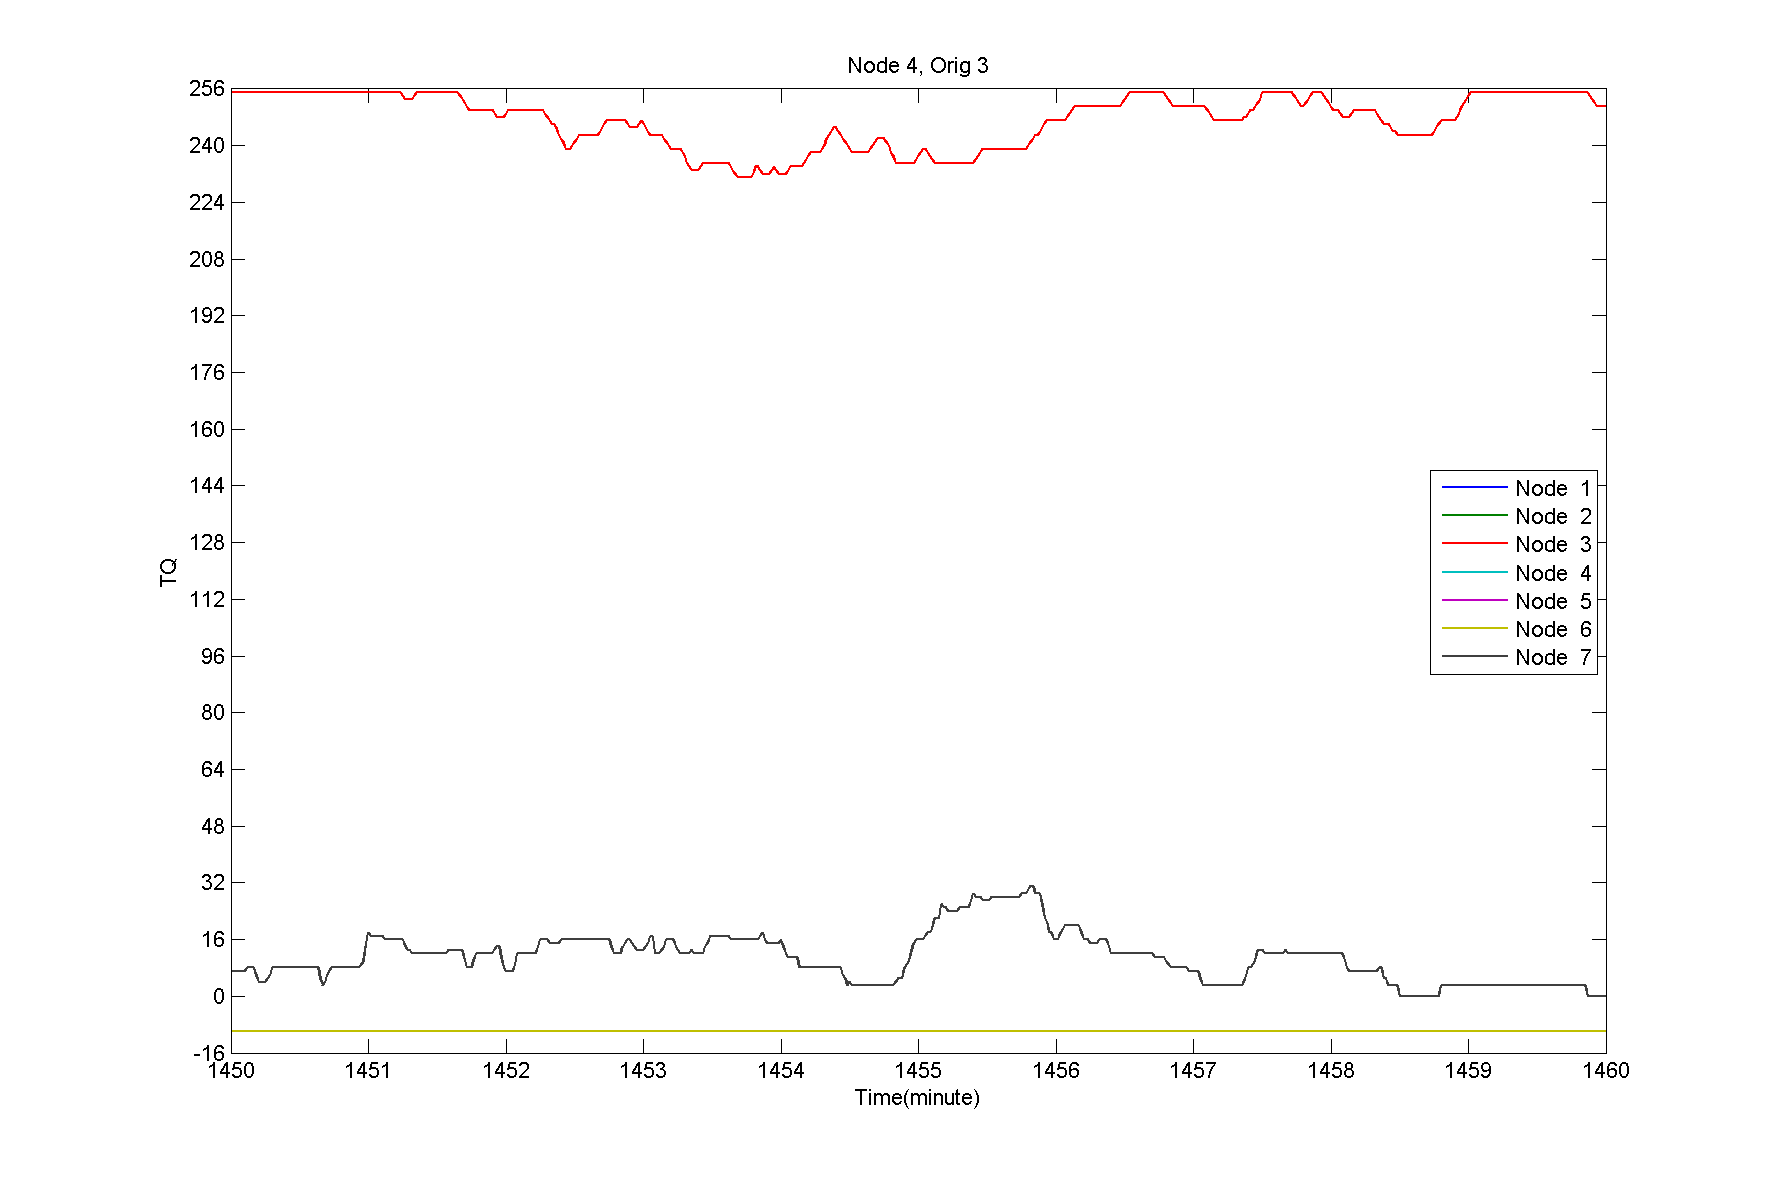 Node 4, Orig 3
256
240
224
208
192
176
160
144
128
112
96
80
64
48
32
16
0
-16
TQ
Node 1
Node 2
Node 3
Node 4
Node 5
Node 6
Node 7
1450 1451 1452 1453 1454 1455 1456 1457 1458 1459 1460
Time(minute)